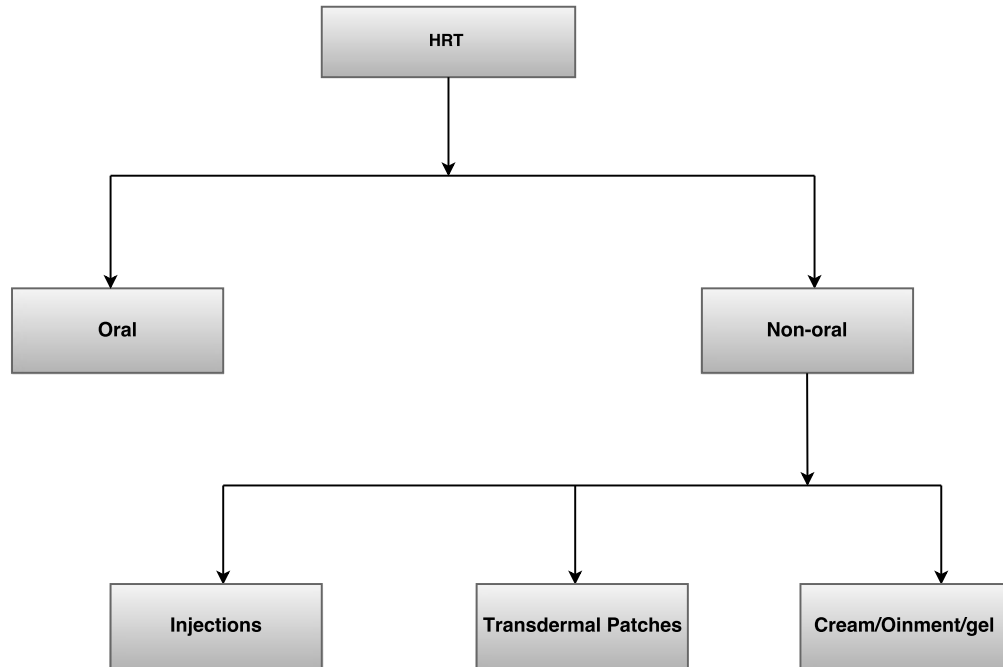 HRT
Oral
Non-oral
Injections
Transdermal Patches
Cream/Oinment/gel